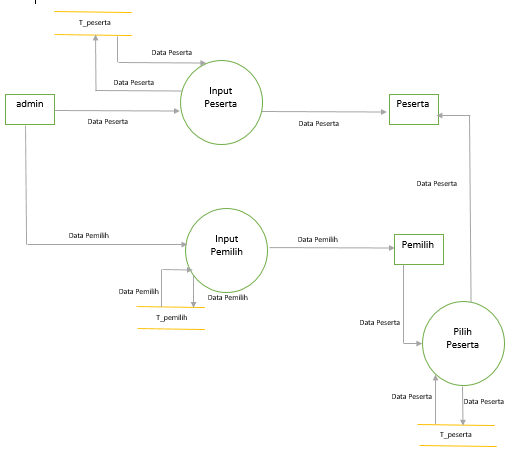 T_peserta
Data Peserta
Data Peserta
Input
Peserta
admin
Peserta
Data Peserta
Data Peserta
Data Peserta
Data Pemilih
Input
Pemilih
Data Pemilih
Pemilih
Data Pemilih
Data Pemilih
T_pemilih
Data Peserta
Pilih
Peserta
Data Peserta
Data Peserta
T_peserta